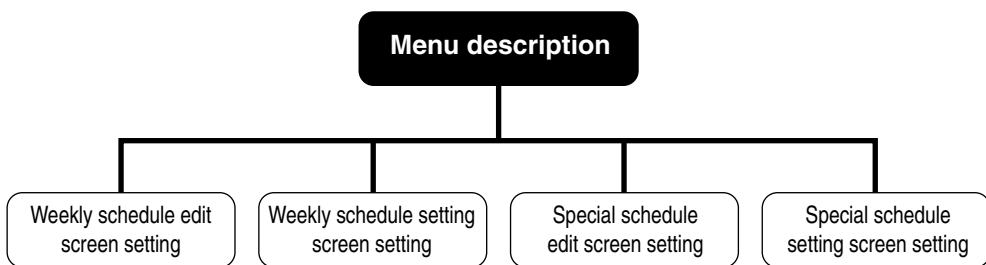 Menu description
Weekly schedule edit
screen setting
Weekly schedule setting
screen setting
Special schedule
edit screen setting
Special schedule
setting screen setting